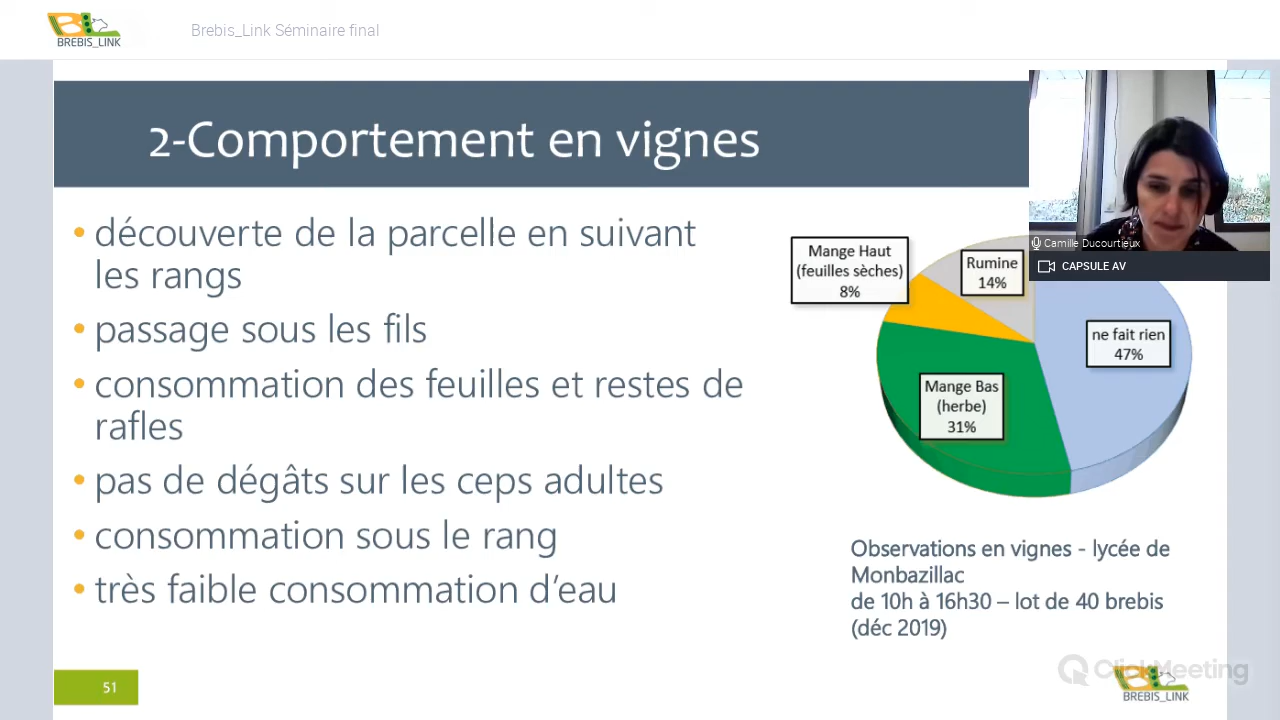 BREBIS_LINK
Brebis_Link Séminaire final
2-Comportement en vignes
• découverte de la parcelle en suivant
les rangs
• passage sous les fils
• consommation des feuilles et restes de
rafles
• pas de dégâts sur les ceps adultes
• consommation sous le rang
• très faible consommation d’eau
Camille Ducourtieux
CAPSULE AV
Mange Haut
(feuilles sèches)
8%
Rumine
14%
ne fait rien
47%
Mange Bas
(herbe)
31%
Observations en vignes - lycée de
Monbazillac
de 10h à 16h30 – lot de 40 brebis
(déc 2019)
51
ClickMeeting
BREBIS_LINK